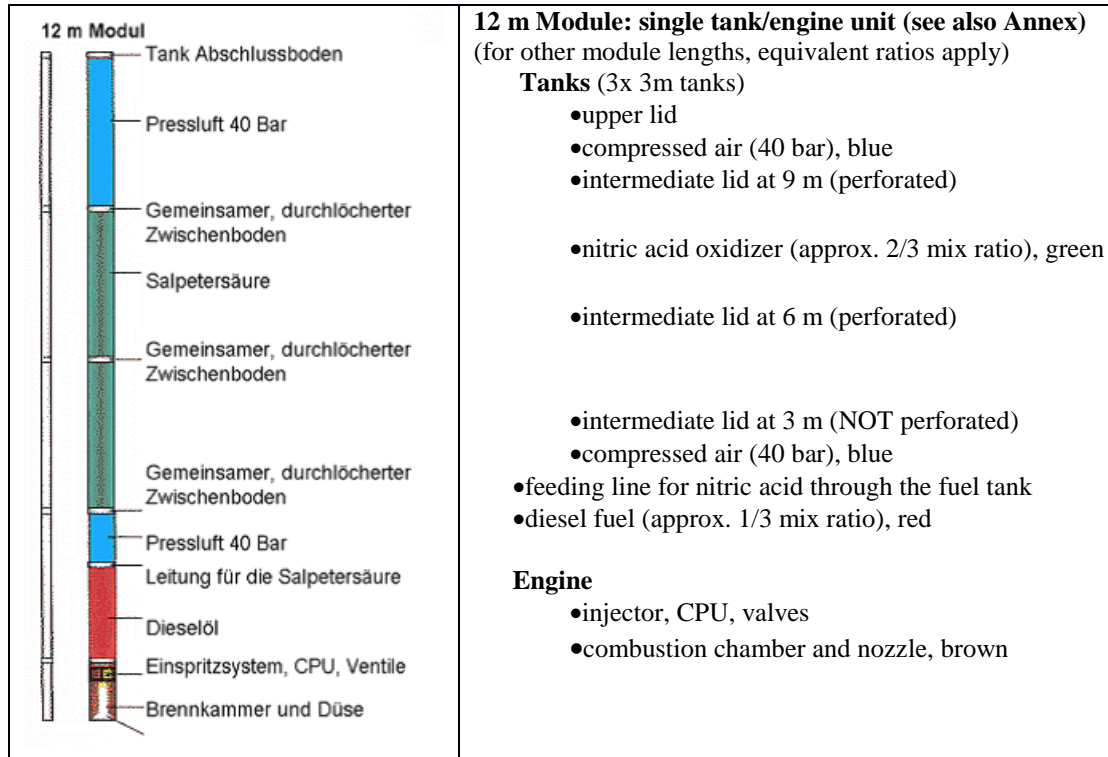 12 m Modul
Tank Abschlussboden
Pressluft 40 Bar
Gemeinsamer, durchlöcherter
Zwischenboden
Salpetersäure
Gemeinsamer, durchlöcherter
Zwischenboden
Gemeinsamer, durchlöcherter
Zwischenboden
Pressluft 40 Bar
Leitung für die Salpetersäure
Dieselöl
Einspritzsystem, CPU, Ventile
Brennkammer und Düse
12 m Module: single tank/engine unit (see also Annex)
(for other module lengths, equivalent ratios apply)
Tanks (3x 3m tanks)
•upper lid
•compressed air (40 bar), blue
•intermediate lid at 9 m (perforated)
•nitric acid oxidizer (approx. 2/3 mix ratio), green
•intermediate lid at 6 m (perforated)
•intermediate lid at 3 m (NOT perforated)
•compressed air (40 bar), blue
•feeding line for nitric acid through the fuel tank
•diesel fuel (approx. 1/3 mix ratio), red
Engine
•injector, CPU, valves
•combustion chamber and nozzle, brown